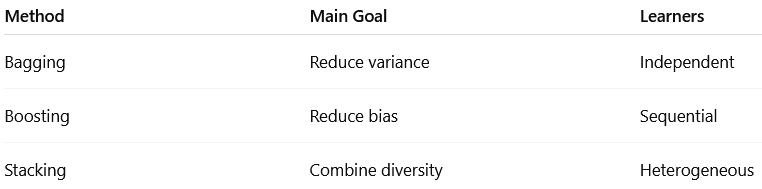 Method Main Goal Learners
Bagging Reduce variance Independent
Boosting Reduce bias Sequential
Stacking Combine diversity Heterogeneous